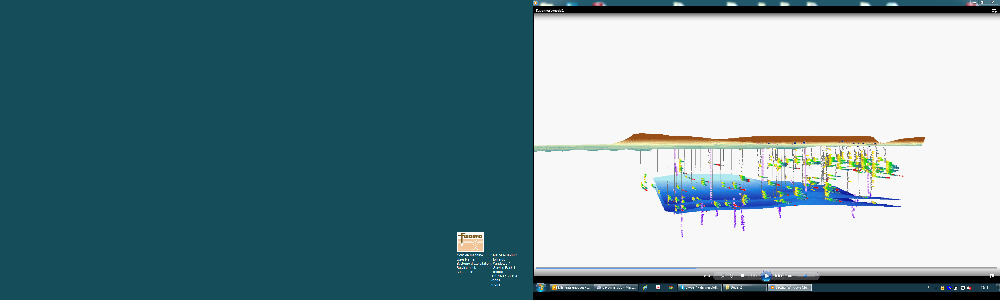 Bayonne3Dmodel1
fUGRO
Nom de machine : NTR-FGSA-002
User Name: : folliardd
Système d'exploitation : Windows 7
Service pack : Service Pack 1
Adresse IP : (none)
192.168.158.124
(none)
(none)
00:54
Éléments envoyés - ...
Bayonne_IICB - Mess...
Skype™ - damien.foll...
Devis v1
Lecteur Windows Me...
FR
17:11